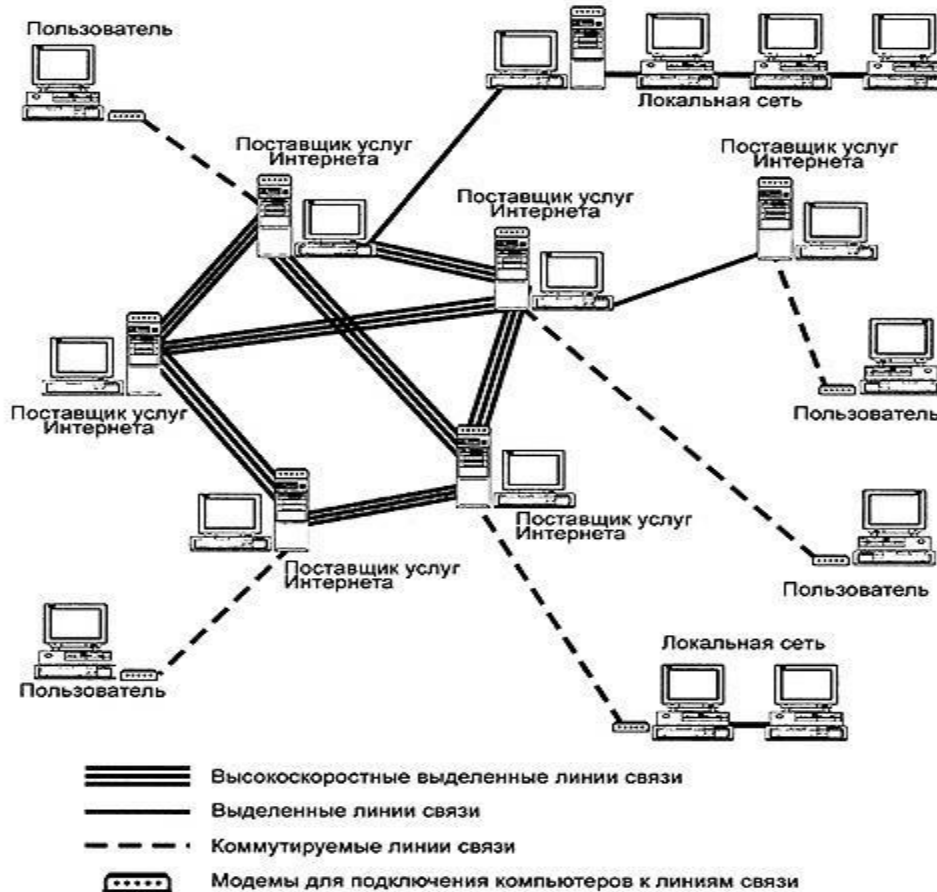 Пользователь
Локальная сеть
Поставщик услуг
Интернета
Поставщик услуг
Интернета
Поставщик услуг
Интернета
Поставщик услуг
Интернета
Пользователь
Поставщик услуг
Интернета
Поставщик услуг
Интернета
Пользователь
Локальная сеть
Пользователь
Высокоскоростные выделенные линии связи
Выделенные линии связи
Коммутируемые линии связи
Модемы для подключения компьютеров к линиям связи